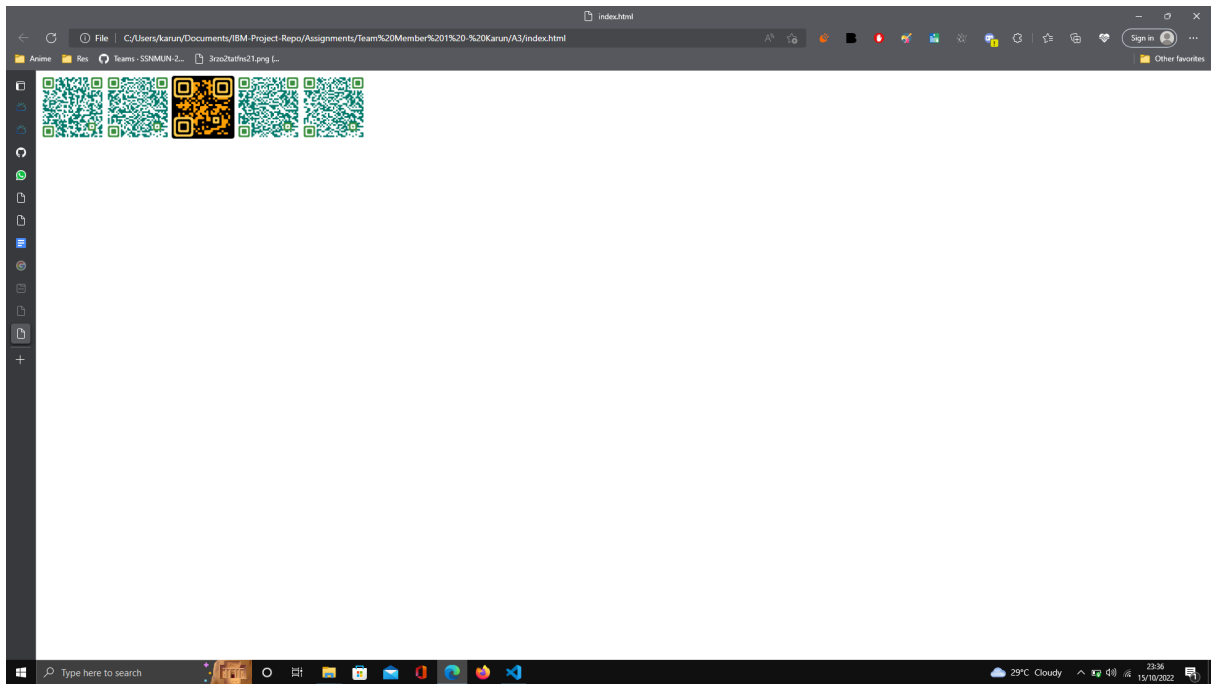 index.html
File | C:/Users/karun/Documents/IBM-Project-Repo/Assignments/Team%20Member%201%20-%20Karun/A3/index.html
Sign in
Anime Res Teams - SSNMUN-2... 3rzo2tatfns21.png (... Other favorites
Type here to search
29°C Cloudy
23:36
15/10/2022